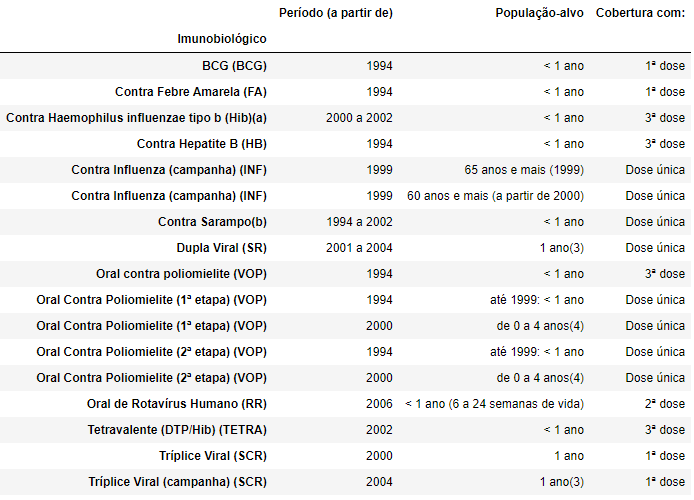 Período (a partir de) População-alvo Cobertura com:
Imunobiológico
BCG (BCG) 1994 < 1 ano 1ª dose
Contra Febre Amarela (FA) 1994 < 1 ano 1ª dose
Contra Haemophilus influenzae tipo b (Hib)(a) 2000 a 2002 < 1 ano 3ª dose
Contra Hepatite B (HB) 1994 < 1 ano 3ª dose
Contra Influenza (campanha) (INF) 1999 65 anos e mais (1999) Dose única
Contra Influenza (campanha) (INF) 1999 60 anos e mais (a partir de 2000) Dose única
Contra Sarampo(b) 1994 a 2002 < 1 ano Dose única
Dupla Viral (SR) 2001 a 2004 1 ano(3) Dose única
Oral contra poliomielite (VOP) 1994 < 1 ano 3ª dose
Oral Contra Poliomielite (1ª etapa) (VOP) 1994 até 1999: < 1 ano Dose única
Oral Contra Poliomielite (1ª etapa) (VOP) 2000 de 0 a 4 anos(4) Dose única
Oral Contra Poliomielite (2ª etapa) (VOP) 1994 até 1999: < 1 ano Dose única
Oral Contra Poliomielite (2ª etapa) (VOP) 2000 de 0 a 4 anos(4) Dose única
Oral de Rotavírus Humano (RR) 2006 < 1 ano (6 a 24 semanas de vida) 2ª dose
Tetravalente (DTP/Hib) (TETRA) 2002 < 1 ano 3ª dose
Tríplice Viral (SCR) 2000 1 ano 1ª dose
Tríplice Viral (campanha) (SCR) 2004 1 ano(3) 1ª dose